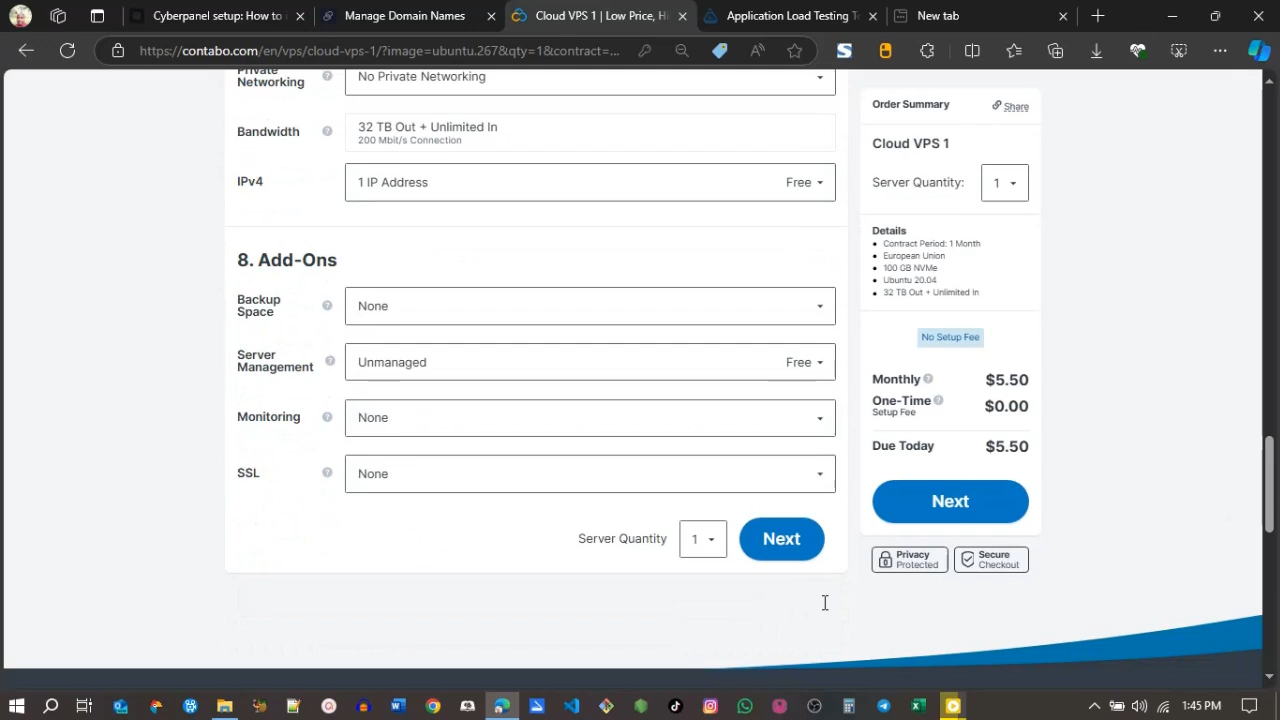 Cyberpanel setup: How to
Manage Domain Names
Cloud VPS 1 | Low Price, Hi
Application Load Testing To
New tab
https://contabo.com/en/vps/cloud-vps-1/?image=ubuntu.267&qty=1&contract=...
Private
Networking
No Private Networking
Bandwidth
32 TB Out + Unlimited In
200 Mbit/s Connection
IPv4
1 IP Address
Free
8. Add-Ons
Backup
Space
None
Server
Management
Unmanaged
Free
Monitoring
None
SSL
None
Server Quantity
1
Next
Order Summary
Share
Cloud VPS 1
Server Quantity:
1
Details
Contract Period: 1 Month
European Union
100 GB NVMe
Ubuntu 20.04
32 TB Out + Unlimited In
No Setup Fee
Monthly
$5.50
One-Time
Setup Fee
$0.00
Due Today
$5.50
Next
Privacy
Protected
Secure
Checkout
1:45 PM